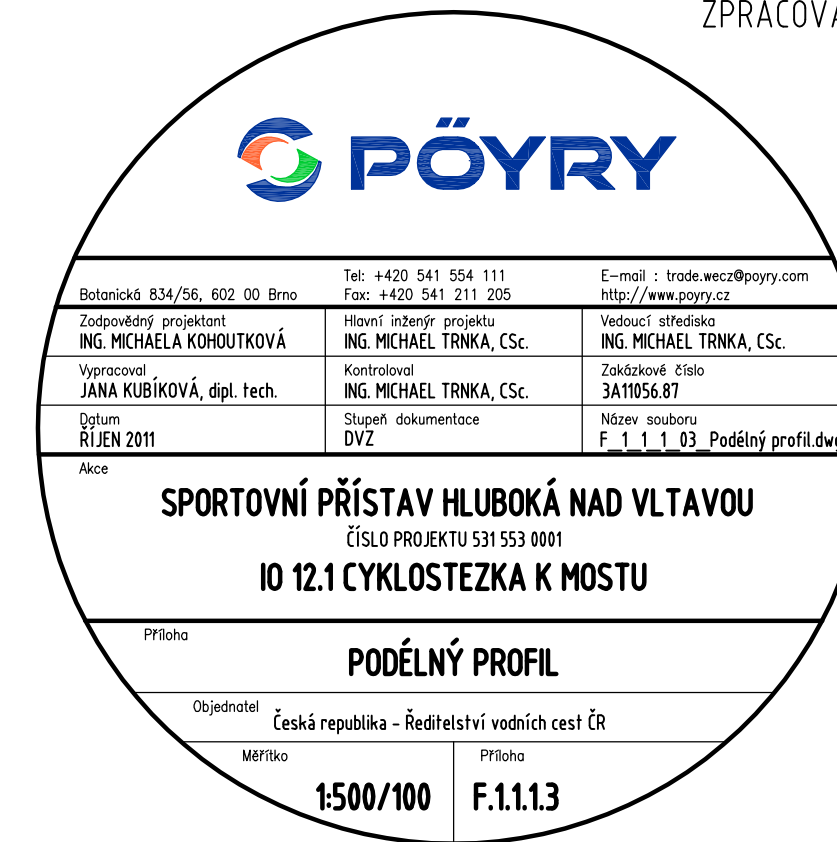 ZPRACOVA
PÖYRY
Botanická 834/56, 602 00 Brno
Tel: +420 541 554 111
Fax: +420 541 211 205
E-mail : trade.wecz@poyry.com
http://www.poyry.cz
Zodpovědný projektant
ING. MICHAELA KOHOUTKOVÁ
Hlavní inženýr projektu
ING. MICHAEL TRNKA, CSc.
Vedoucí střediska
ING. MICHAEL TRNKA, CSc.
Vypracoval
JANA KUBÍKOVÁ, dipl. tech.
Kontroloval
ING. MICHAEL TRNKA, CSc.
Zakázkové číslo
3A11056.87
Datum
ŘÍJEN 2011
Stupeň dokumentace
DVZ
Název souboru
F_1_1_1_03_Podélný profil.dwg
Akce
SPORTOVNÍ PŘÍSTAV HLUBOKÁ NAD VLTAVOU
ČÍSLO PROJEKTU 531 553 0001
IO 12.1 CYKLOSTEZKA K MOSTU
Příloha
PODÉLNÝ PROFIL
Objednatel
Česká republika - Ředitelství vodních cest ČR
Měřítko
1:500/100
Příloha
F.1.1.1.3